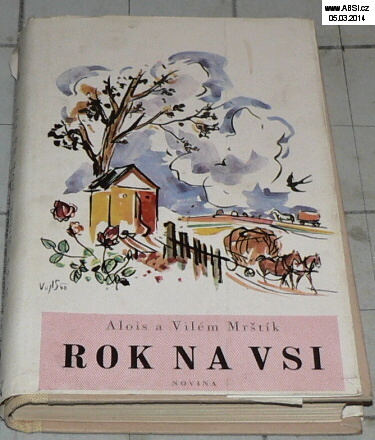 www.ABSI.cz
05.03.2014
Alois a Vilém Mrštík
ROK NA VSI
NOVINA